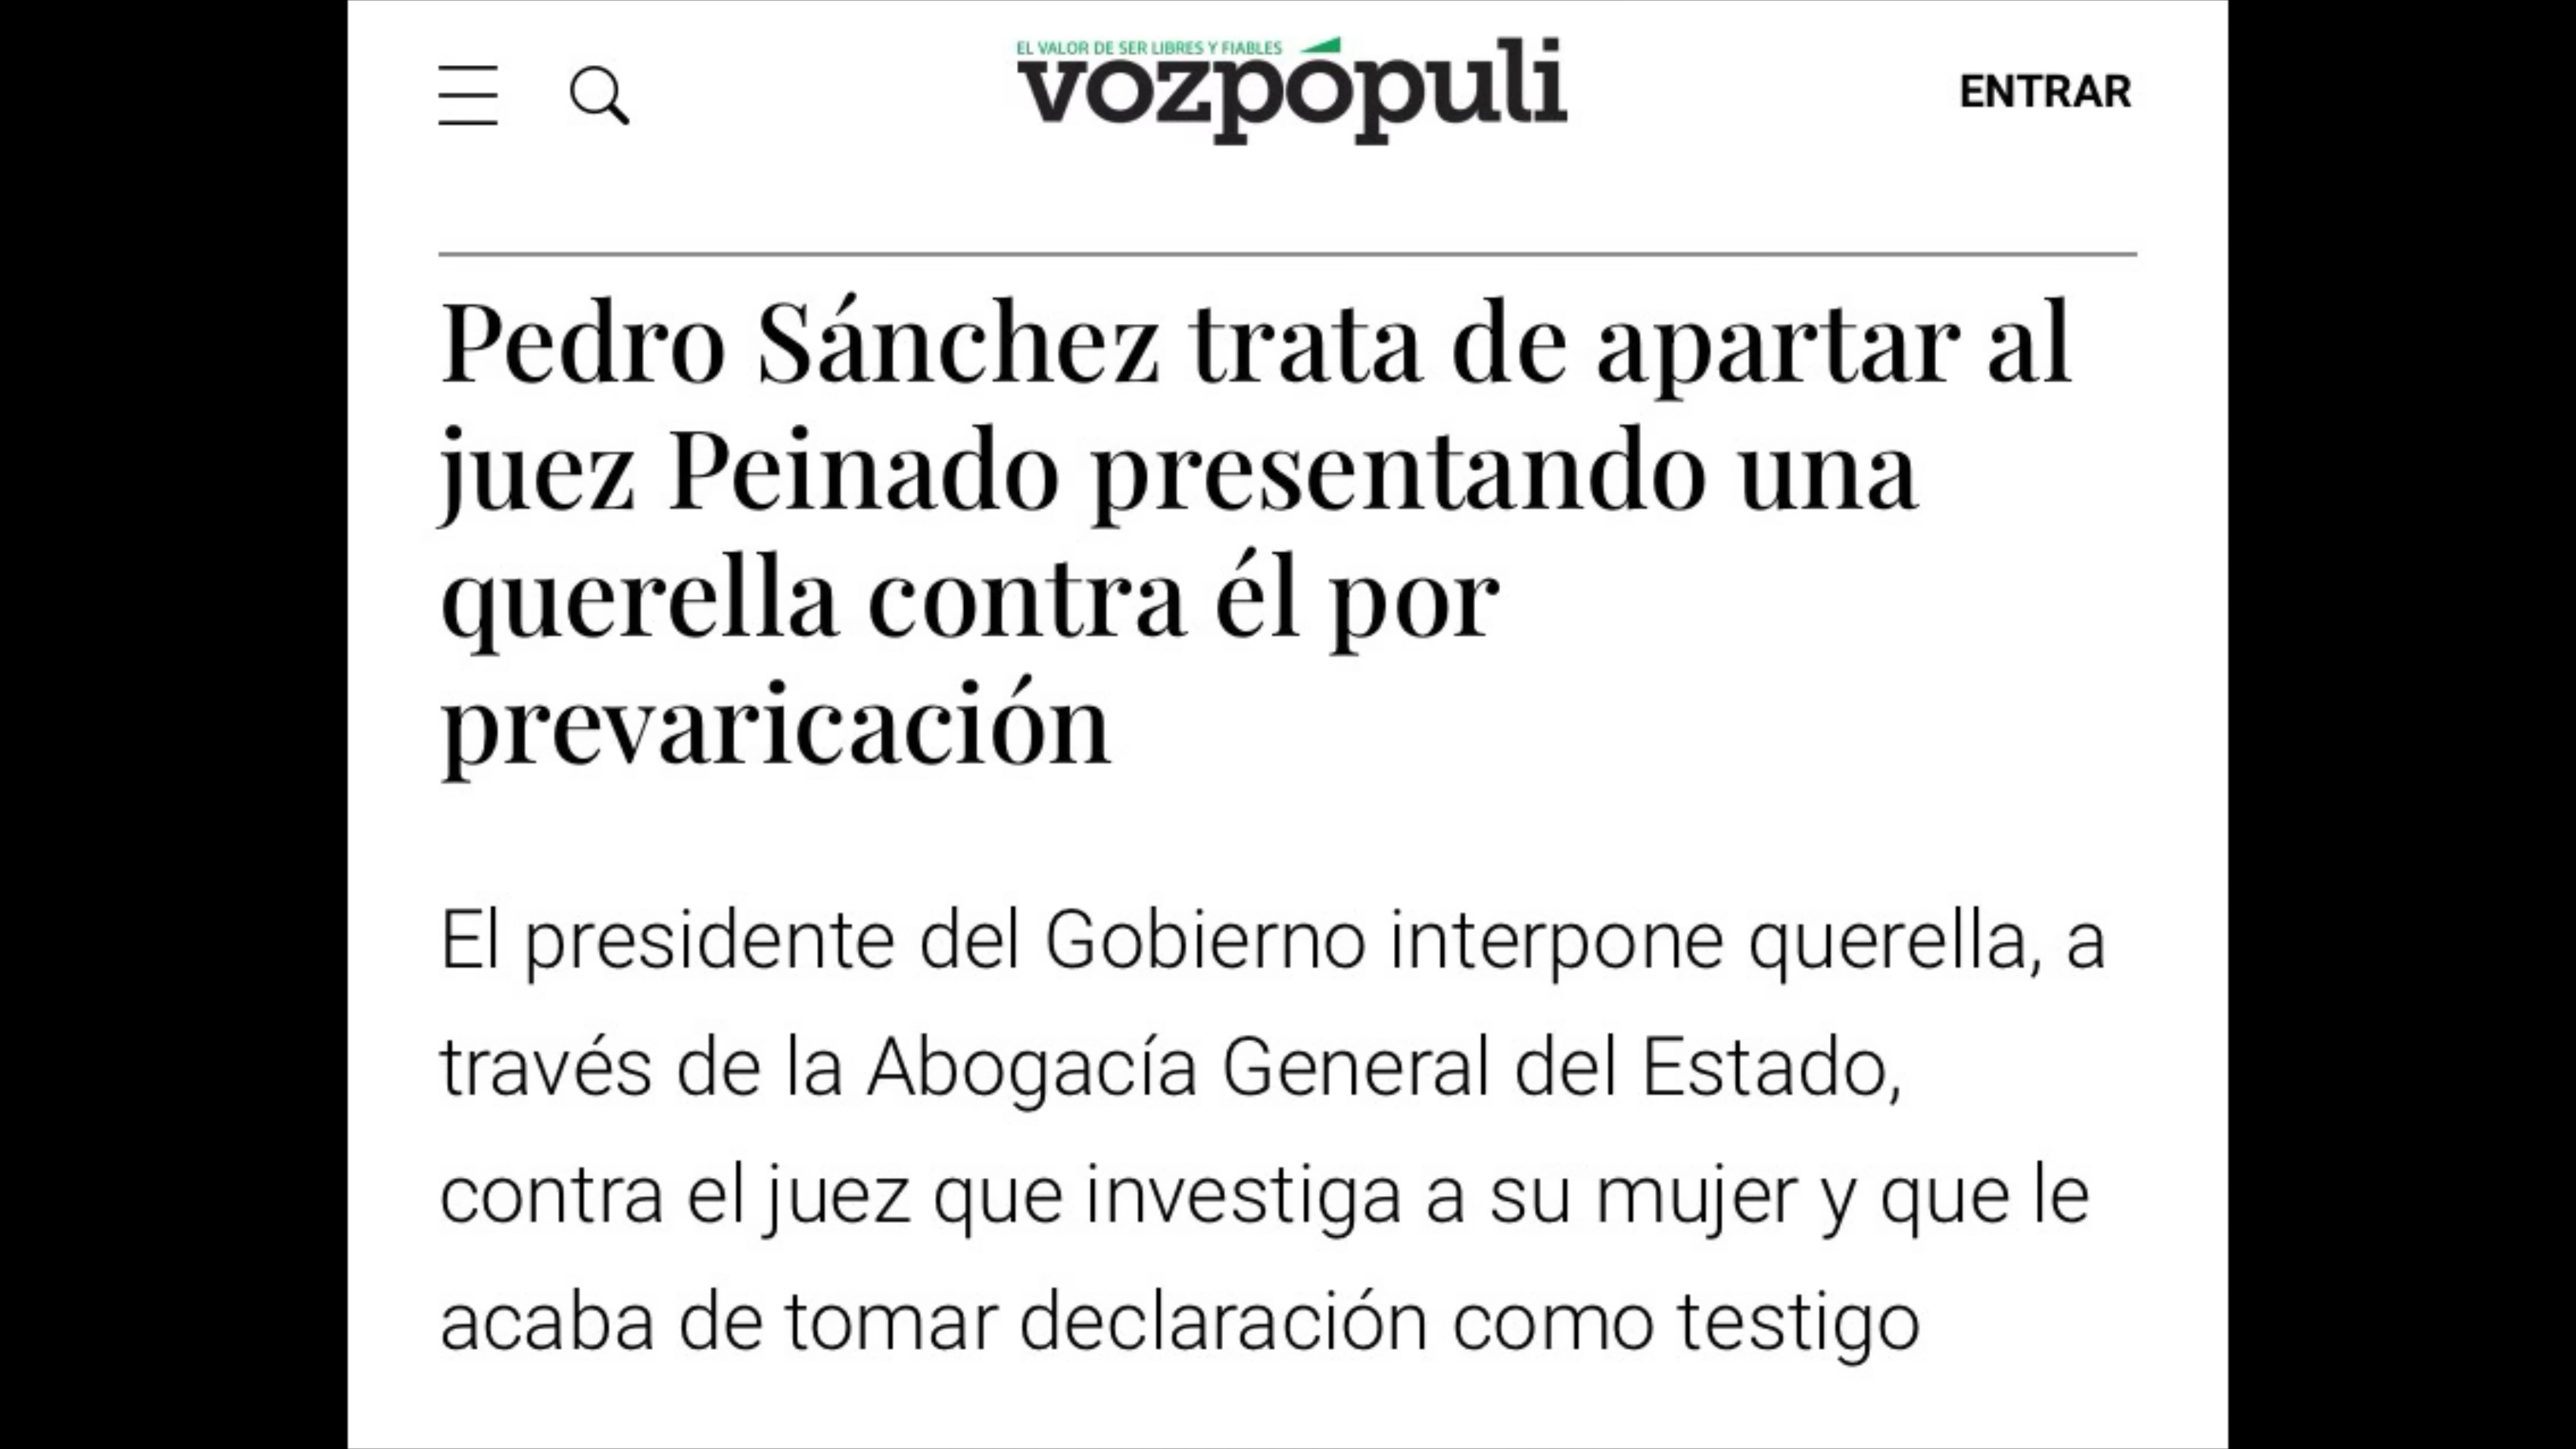 EL VALOR DE SER LIBRES Y FIABLES
vozpópuli
ENTRAR
Pedro Sánchez trata de apartar al
juez Peinado presentando una
querella contra él por
prevaricación
El presidente del Gobierno interpone querella, a
través de la Abogacía General del Estado,
contra el juez que investiga a su mujer y que le
acaba de tomar declaración como testigo